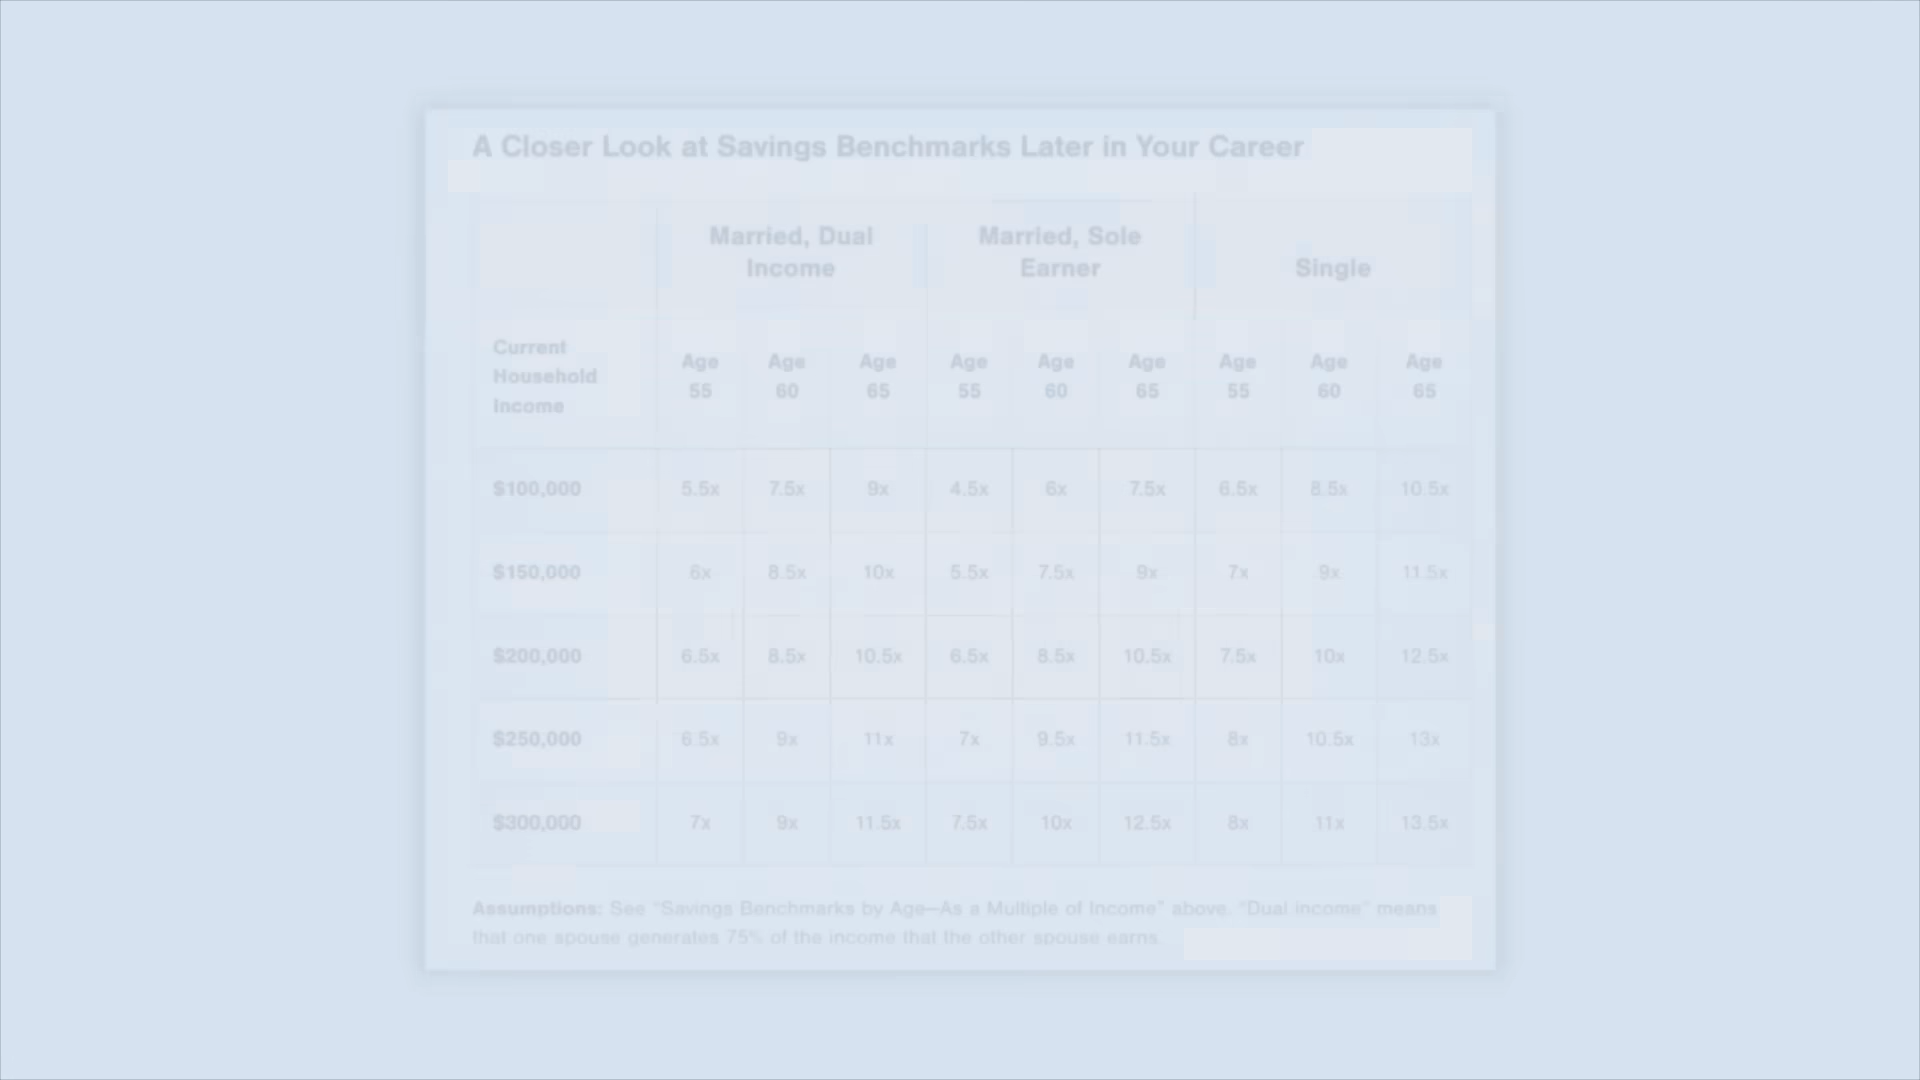 A Closer Look at Savings Benchmarks Later in Your Career
Married, Dual Income Married, Sole Earner Single
Current Household Income Age 55 Age 60 Age 65 Age 55 Age 60 Age 65 Age 55 Age 60 Age 65
$100,000 5.5x 7.5x 9x 4.5x 6x 7.5x 6.5x 8.5x 10.5x
$150,000 6x 8.5x 10x 5.5x 7.5x 9x 7x 9x 11.5x
$200,000 6.5x 8.5x 10.5x 6.5x 8.5x 10.5x 7.5x 10x 12.5x
$250,000 6.5x 9x 11x 7x 9.5x 11.5x 8x 10.5x 13x
$300,000 7x 9x 11.5x 7.5x 10x 12.5x 8x 11x 13.5x
Assumptions: See "Savings Benchmarks by Age—As a Multiple of Income" above. "Dual income" means
that one spouse generates 75% of the income that the other spouse earns.